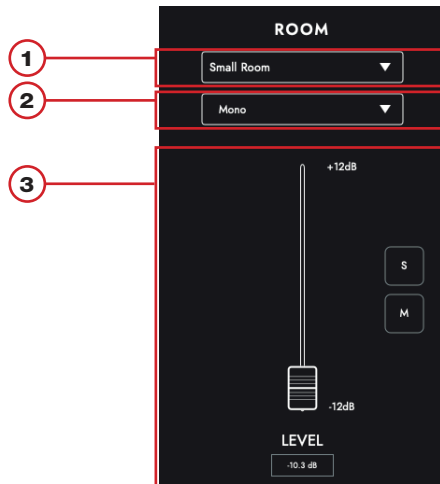 ROOM
1
Small Room
2
Mono
3
+12dB
S
M
-12dB
LEVEL
-10.3 dB